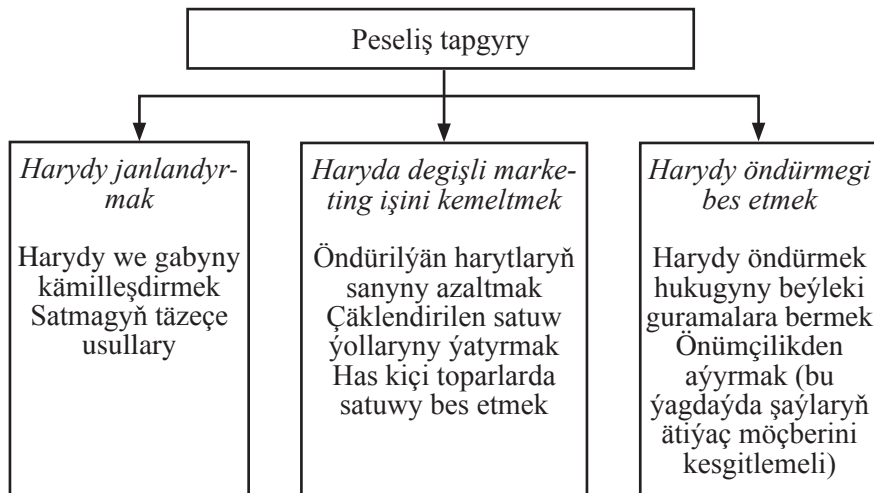 Peseliş tapgyry
Harydy janlandyr-
mak
Harydy we gabyny
kämilleşdirmek
Satmagyň täzeçe
usullary
Haryda degişli marke-
ting işini kemeltmek
Öndürilýän harytlaryň
sanyny azaltmak
Çäklendirilen satuw
ýollaryny ýatyrmak
Has kiçi toparlarda
satuwy bes etmek
Harydy öndürmegi
bes etmek
Harydy öndürmek
hukugyny beýleki
guramalara bermek
Önümçilikden
aýyrmak (bu
ýagdaýda şaýlaryň
ätiýaç möçberini
kesgitlemeli)